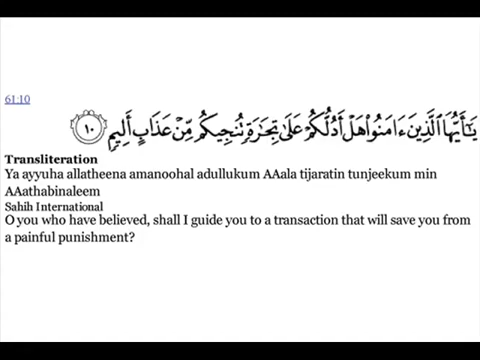 61:10
يَٰٓأَيُّهَا ٱلَّذِينَ ءَامَنُوا۟ هَلْ أَدُلُّكُمْ عَلَىٰ تِجَٰرَةٍ تُنجِيكُم مِّنْ عَذَابٍ أَلِيمٍ ١٠
Transliteration
Ya ayyuha allatheena amanoohal adullukum AAala tijaratin tunjeekum min
AAathabinaleem
Sahih International
O you who have believed, shall I guide you to a transaction that will save you from
a painful punishment?